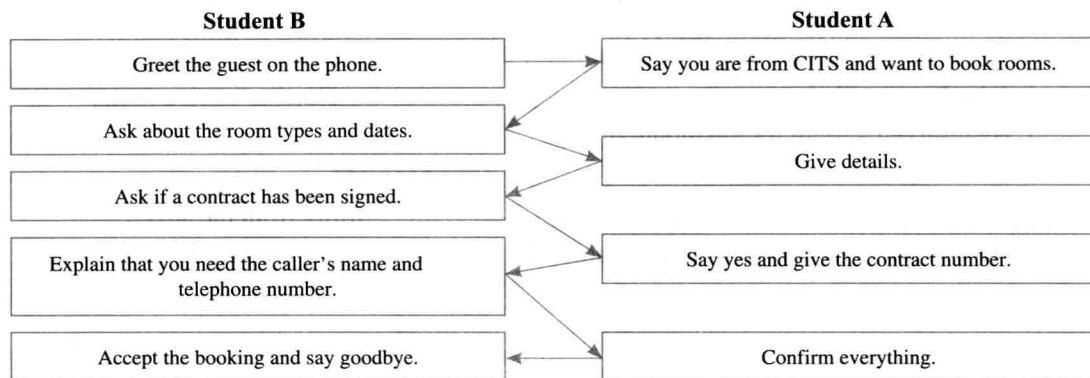 Student B
Student A
Greet the guest on the phone.
Say you are from CITS and want to book rooms.
Ask about the room types and dates.
Give details.
Ask if a contract has been signed.
Say yes and give the contract number.
Explain that you need the caller's name and
telephone number.
Confirm everything.
Accept the booking and say goodbye.